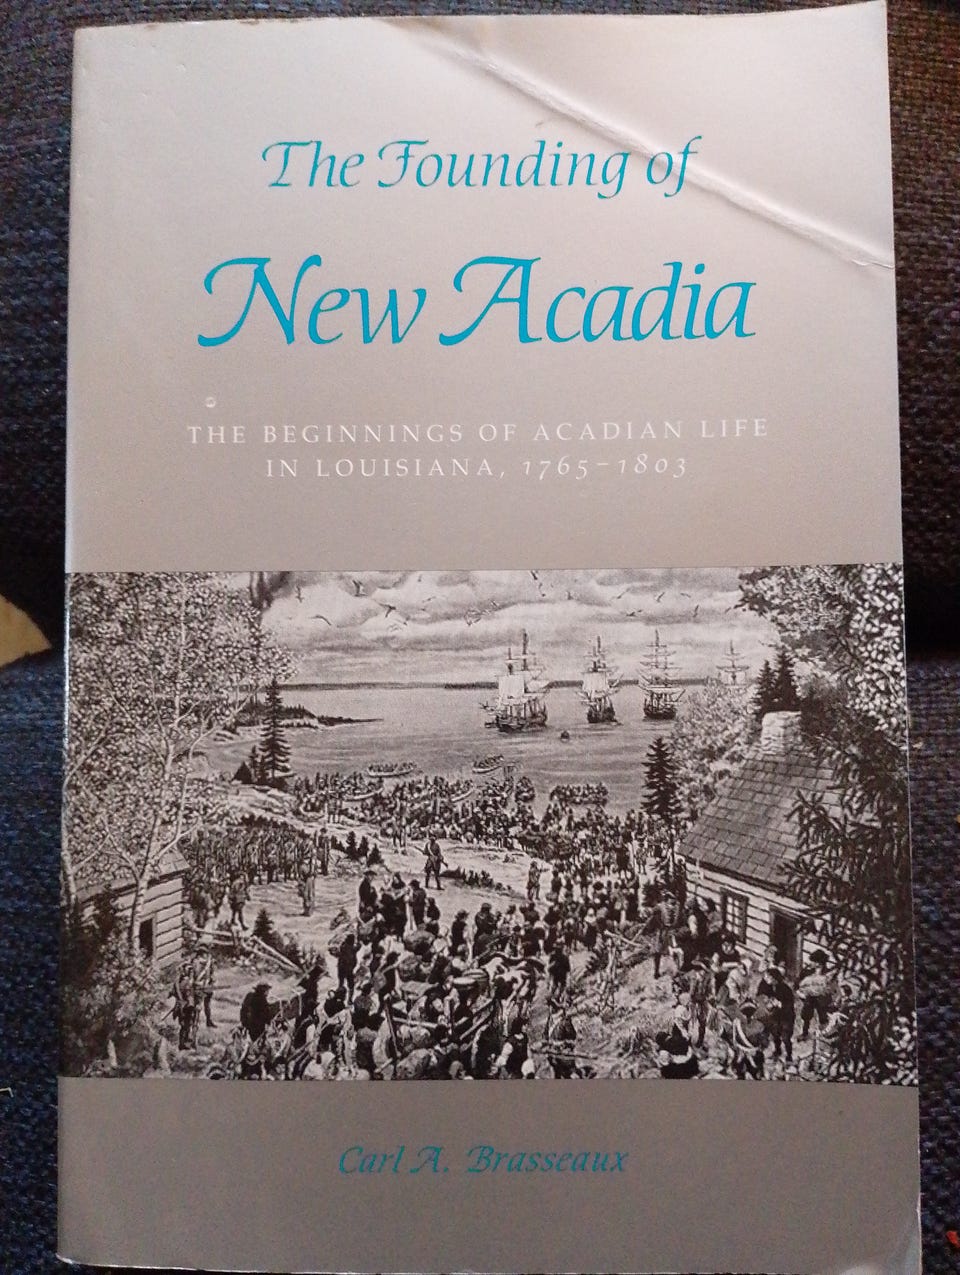 The Founding of
New Acadia
THE BEGINNINGS OF ACADIAN LIFE
IN LOUISIANA, 1765–1803
Carl A. Brasseaux